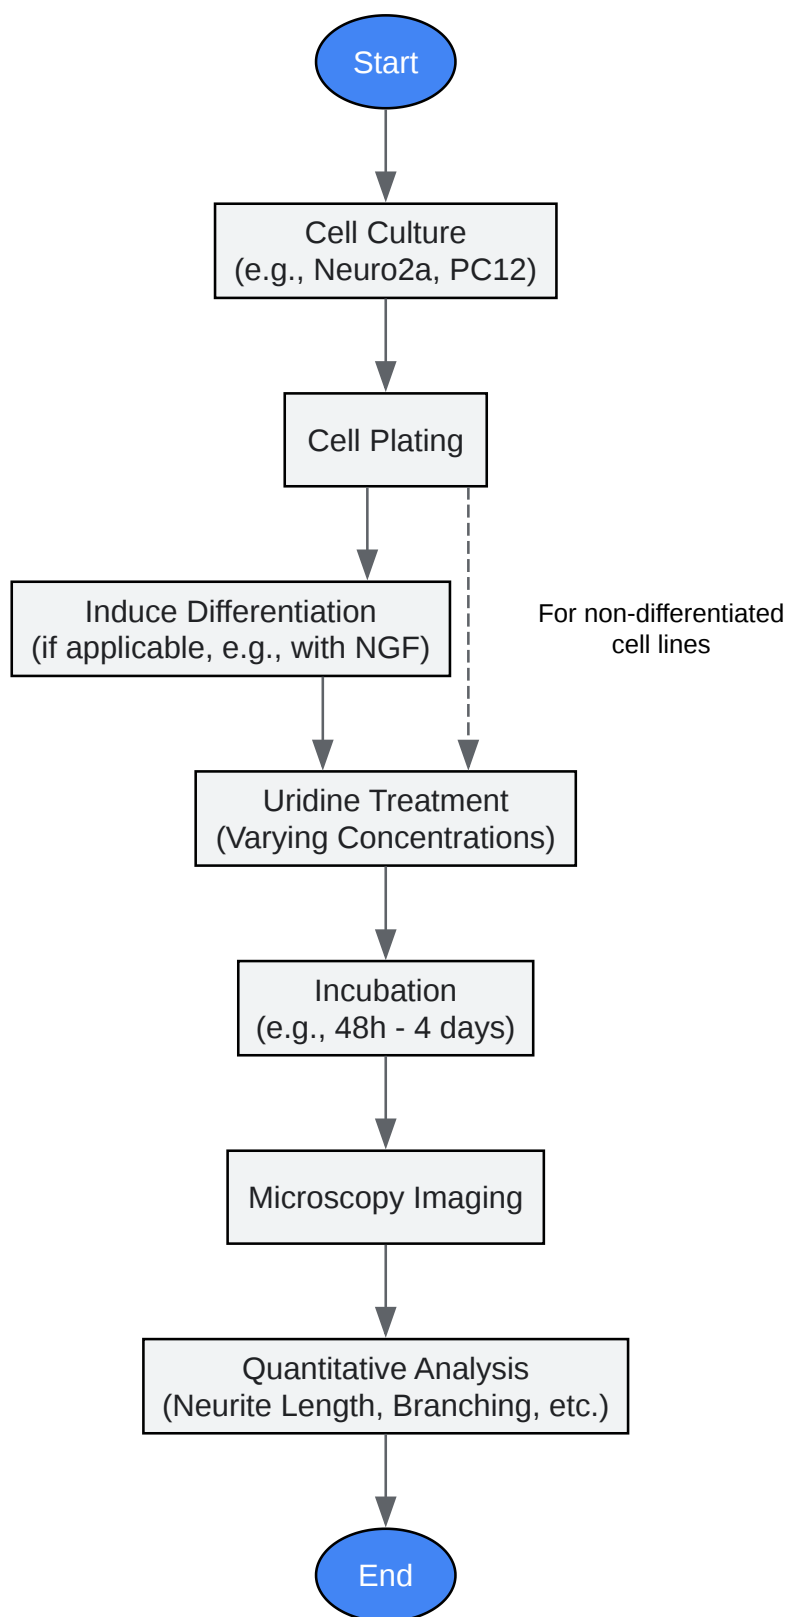 Start
Cell Culture
(e.g., Neuro2a, PC12)
Cell Plating
Induce Differentiation
(if applicable, e.g., with NGF)
For non-differentiated
cell lines
Uridine Treatment
(Varying Concentrations)
Incubation
(e.g., 48h - 4 days)
Microscopy Imaging
Quantitative Analysis
(Neurite Length, Branching, etc.)
End